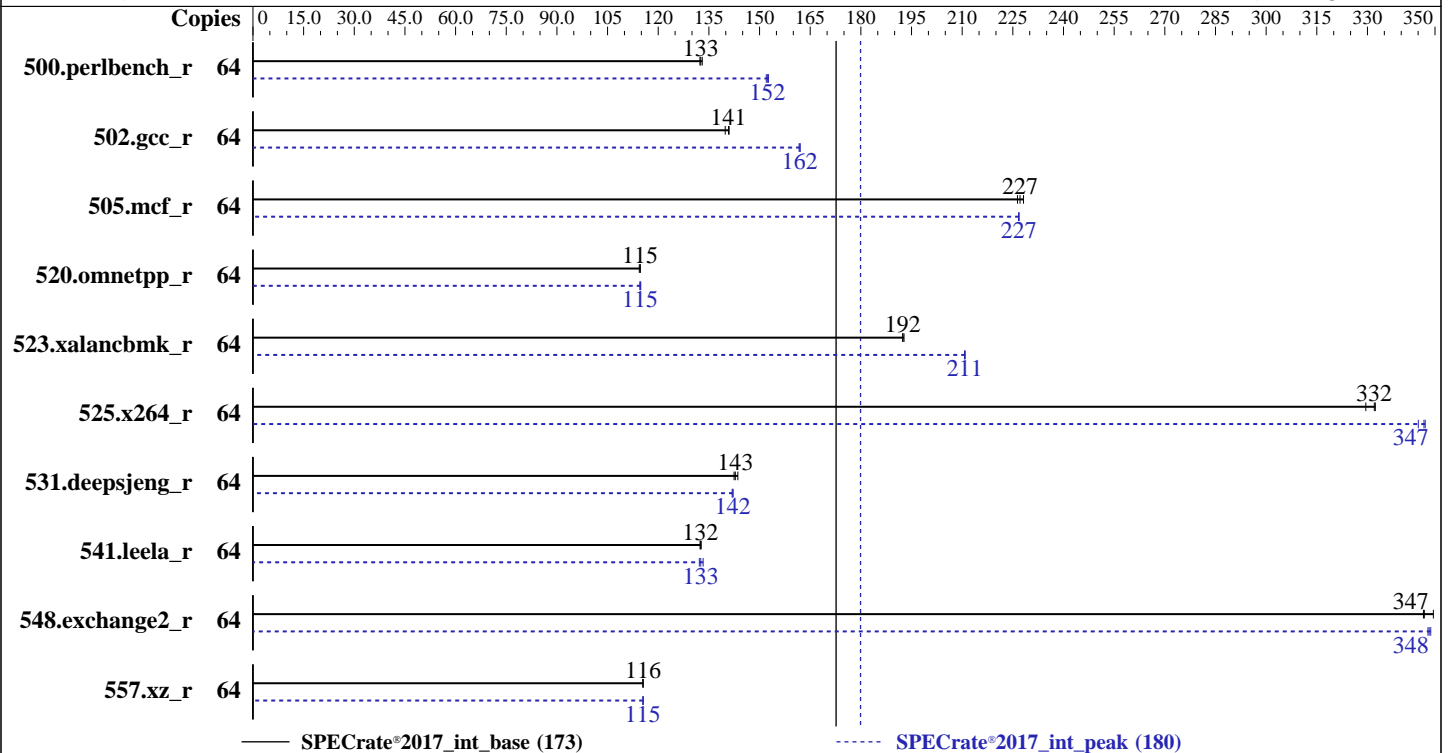 Copies 0 15.0 30.0 45.0 60.0 75.0 90.0 105 120 135 150 165 180 195 210 225 240 255 270 285 300 315 330 350
133
500.perlbench_r 64
152
141
502.gcc_r 64
162
227
505.mcf_r 64
227
115
520.omnetpp_r 64
115
192
523.xalancbmk_r 64
211
332
525.x264_r 64
347
143
531.deepsjeng_r 64
142
132
541.leela_r 64
133
347
548.exchange2_r 64
348
116
557.xz_r 64
115
SPECrate®2017_int_base (173) SPECrate®2017_int_peak (180)